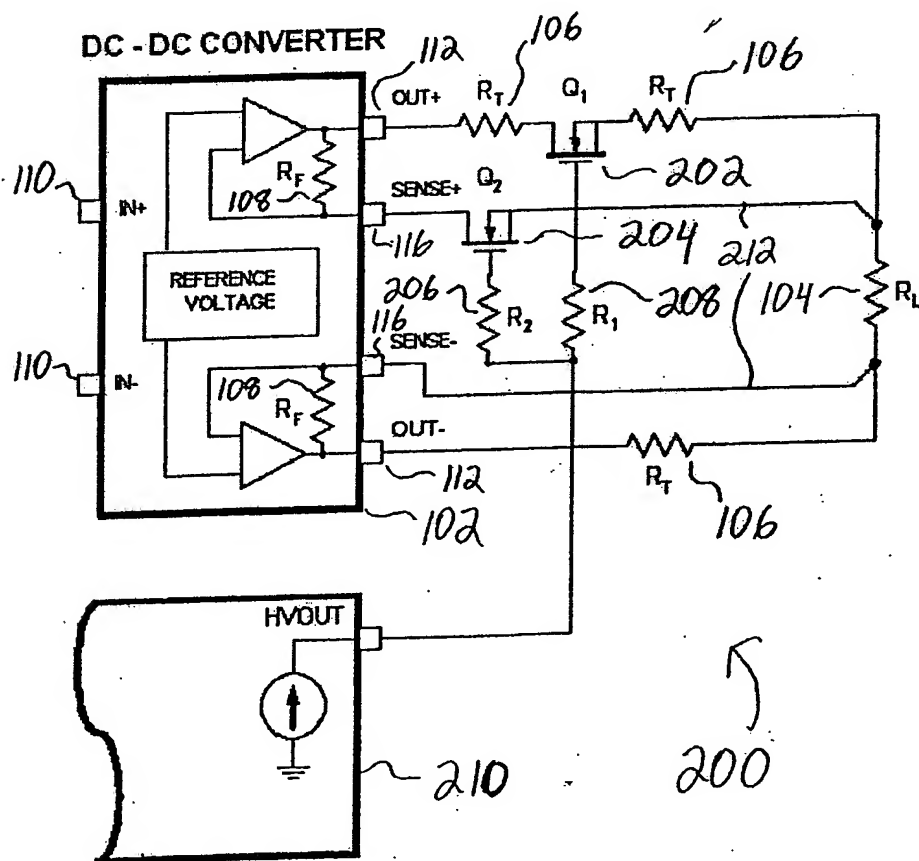 DC - DC CONVERTER
106
112
OUT+
RT
Q1
RT
106
110
IN+
RF
108
SENSE+
Q2
202
116
204
212
REFERENCE
VOLTAGE
206
R2
208
R1
104
RL
116
SENSE-
110
IN-
108
RF
OUT-
112
RT
106
102
HVOUT
210
200